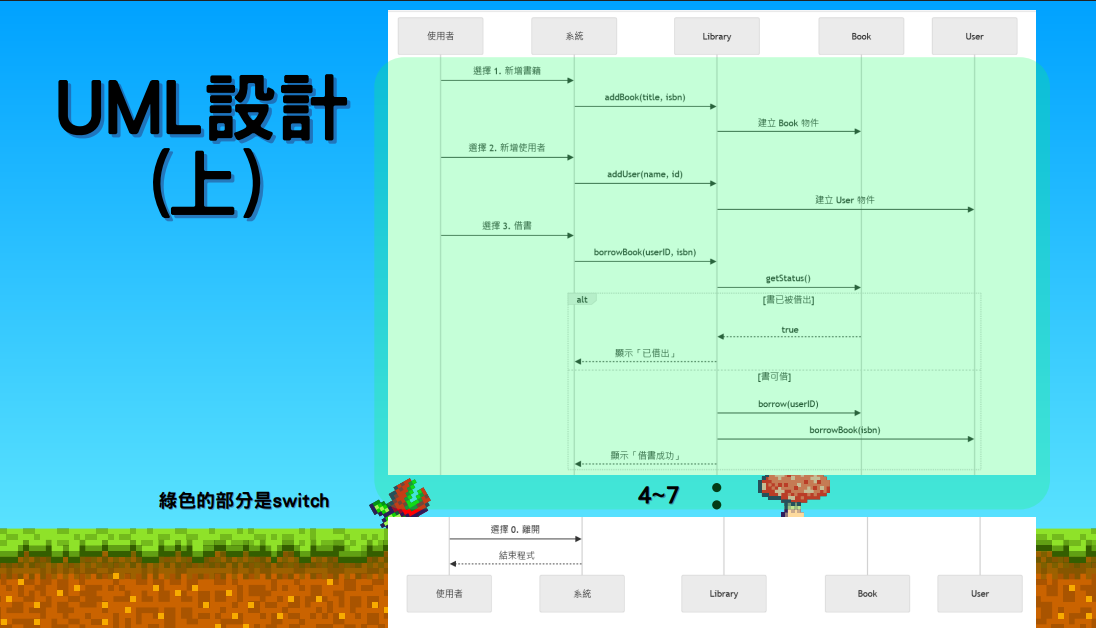 UML設計
(上)
使用者 系統 Library Book User
選擇 1. 新增書籍
addBook(title, isbn)
建立 Book 物件
選擇 2. 新增使用者
addUser(name, id)
建立 User 物件
選擇 3. 借書
borrowBook(userID, isbn)
getStatus()
alt [書已被借出]
true
顯示「已借出」
[書可借]
borrow(userID)
borrowBook(isbn)
顯示「借書成功」
綠色的部分是switch
4~7 :
選擇 0. 離開
結束程式
使用者 系統 Library Book User